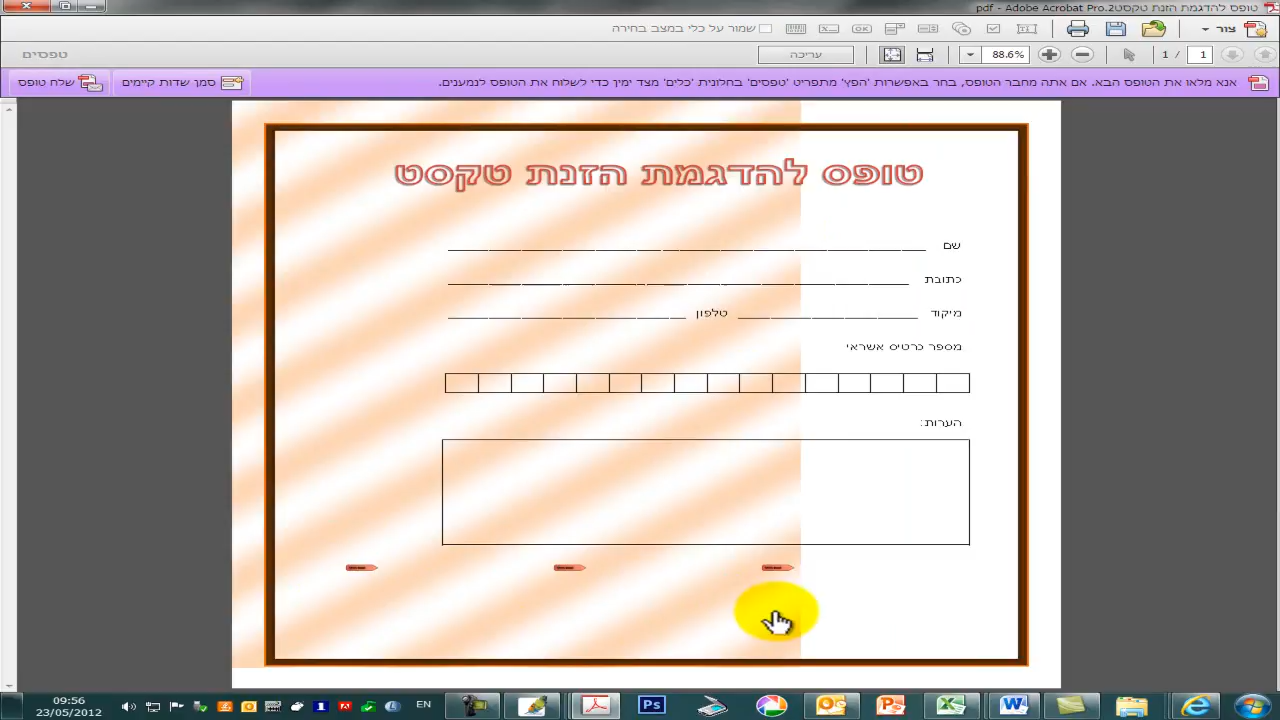 טופס להדגמת הזנת טקסט2.pdf - Adobe Acrobat Pro
צור
שמור על כלי במצב בחירה
1 / 1
88.6%
עריכה
טפסים
אנא מלאו את הטופס הבא. אם אתה מחבר הטופס, בחר באפשרות 'הפץ' מתפריט 'טפסים' בחלונית 'כלים' מצד ימין כדי לשלוח את הטופס לנמענים.
סמן שדות קיימים
שלח טופס
טופס להדגמת הזנת טקסט
שם
כתובת
מיקוד
טלפון
מספר כרטיס אשראי
הערות:
09:56
23/05/2012
EN